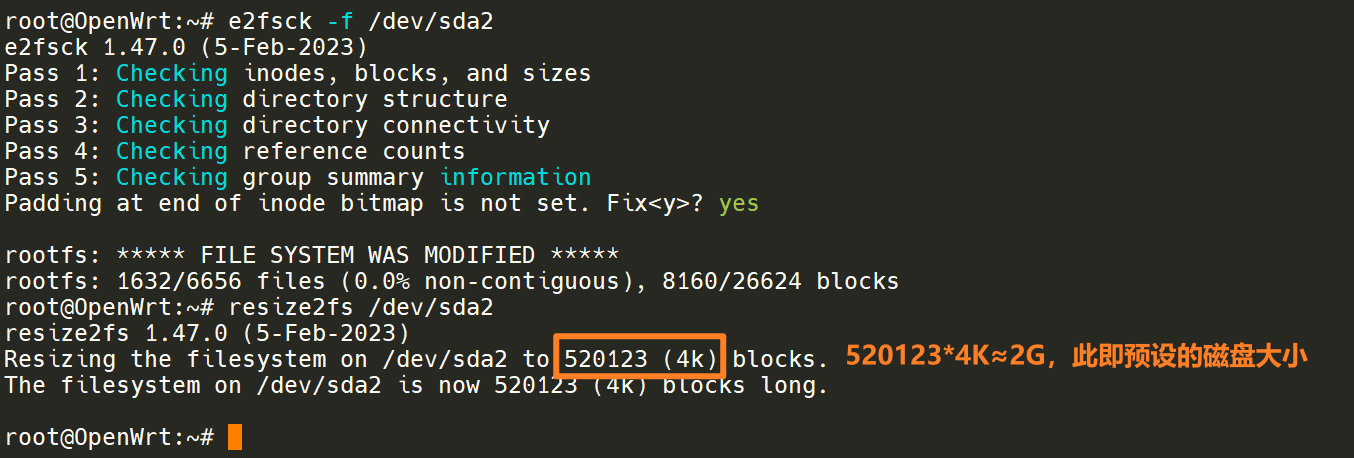 root@OpenWrt:~# e2fsck -f /dev/sda2
e2fsck 1.47.0 (5-Feb-2023)
Pass 1: Checking inodes, blocks, and sizes
Pass 2: Checking directory structure
Pass 3: Checking directory connectivity
Pass 4: Checking reference counts
Pass 5: Checking group summary information
Padding at end of inode bitmap is not set. Fix<y>? yes

rootfs: ***** FILE SYSTEM WAS MODIFIED *****
rootfs: 1632/6656 files (0.0% non-contiguous), 8160/26624 blocks
root@OpenWrt:~# resize2fs /dev/sda2
resize2fs 1.47.0 (5-Feb-2023)
Resizing the filesystem on /dev/sda2 to 520123 (4k) blocks. 520123*4K≈2G，此即预设的磁盘大小
The filesystem on /dev/sda2 is now 520123 (4k) blocks long.

root@OpenWrt:~#